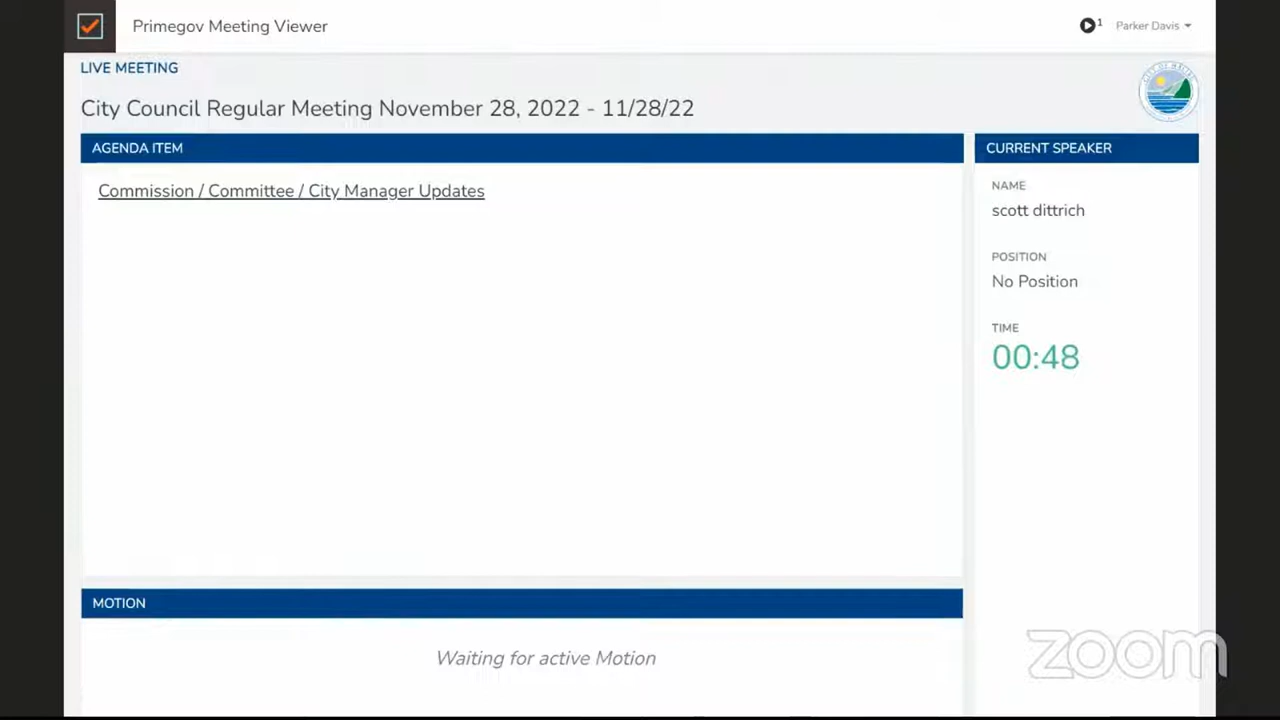 Primegov Meeting Viewer
1
Parker Davis
LIVE MEETING
City Council Regular Meeting November 28, 2022 - 11/28/22
AGENDA ITEM
Commission / Committee / City Manager Updates
CURRENT SPEAKER
NAME
scott dittrich
POSITION
No Position
TIME
00:48
MOTION
Waiting for active Motion
zoom